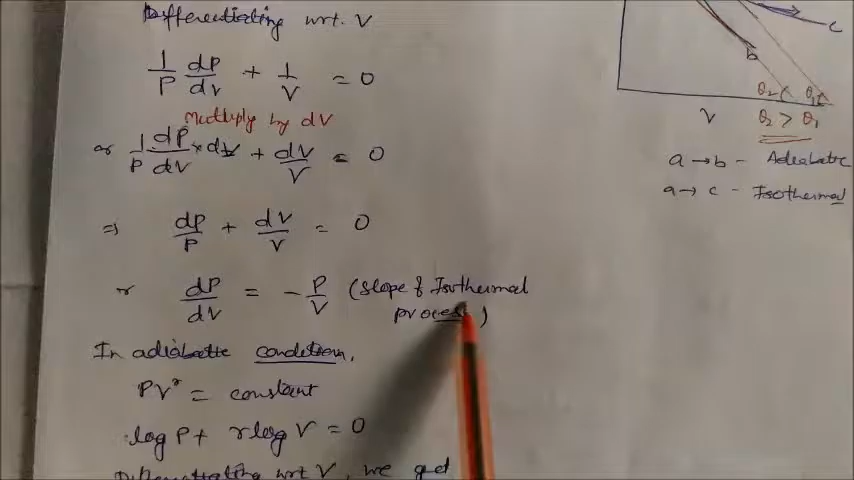 Differentiating wrt. V
1/P dP/dV + 1/V = 0
Multiply by dV
or 1/P dP/dV × dV + dV/V = 0
⇒ dP/P + dV/V = 0
r dP/dV = - P/V (Slope of Isothermal
process)
In adiabatic condition,
PV^r = constant
log P + r log V = 0
Differentiating wrt V, we get
c
b
θ2 θ1
V θ2 > θ1
a → b - Adiabatic
a → c - Isothermal